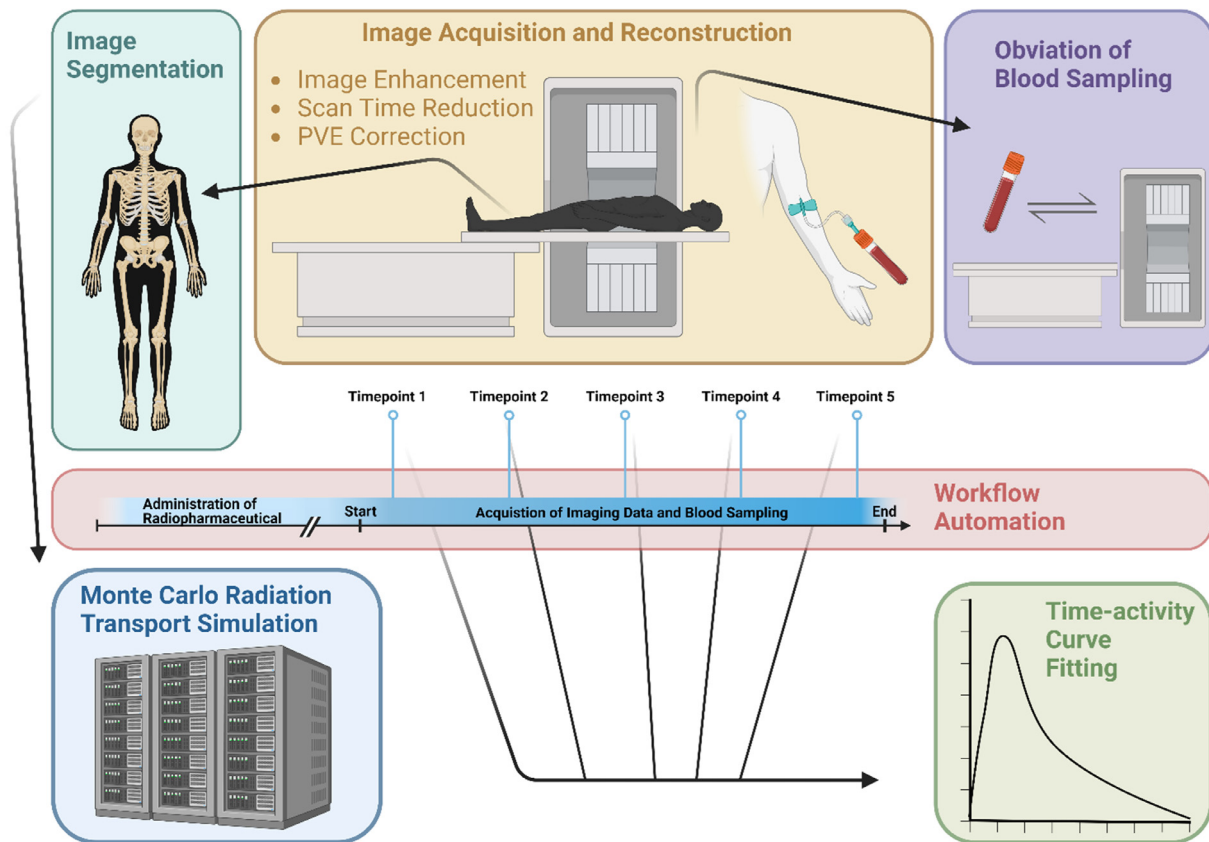 Image
Segmentation
Image Acquisition and Reconstruction
• Image Enhancement
• Scan Time Reduction
• PVE Correction
Obviation of
Blood Sampling
Timepoint 1
Timepoint 2
Timepoint 3
Timepoint 4
Timepoint 5
Administration of
Radiopharmaceutical
Start
Acquistion of Imaging Data and Blood Sampling
End
Workflow
Automation
Monte Carlo Radiation
Transport Simulation
Time-activity
Curve
Fitting